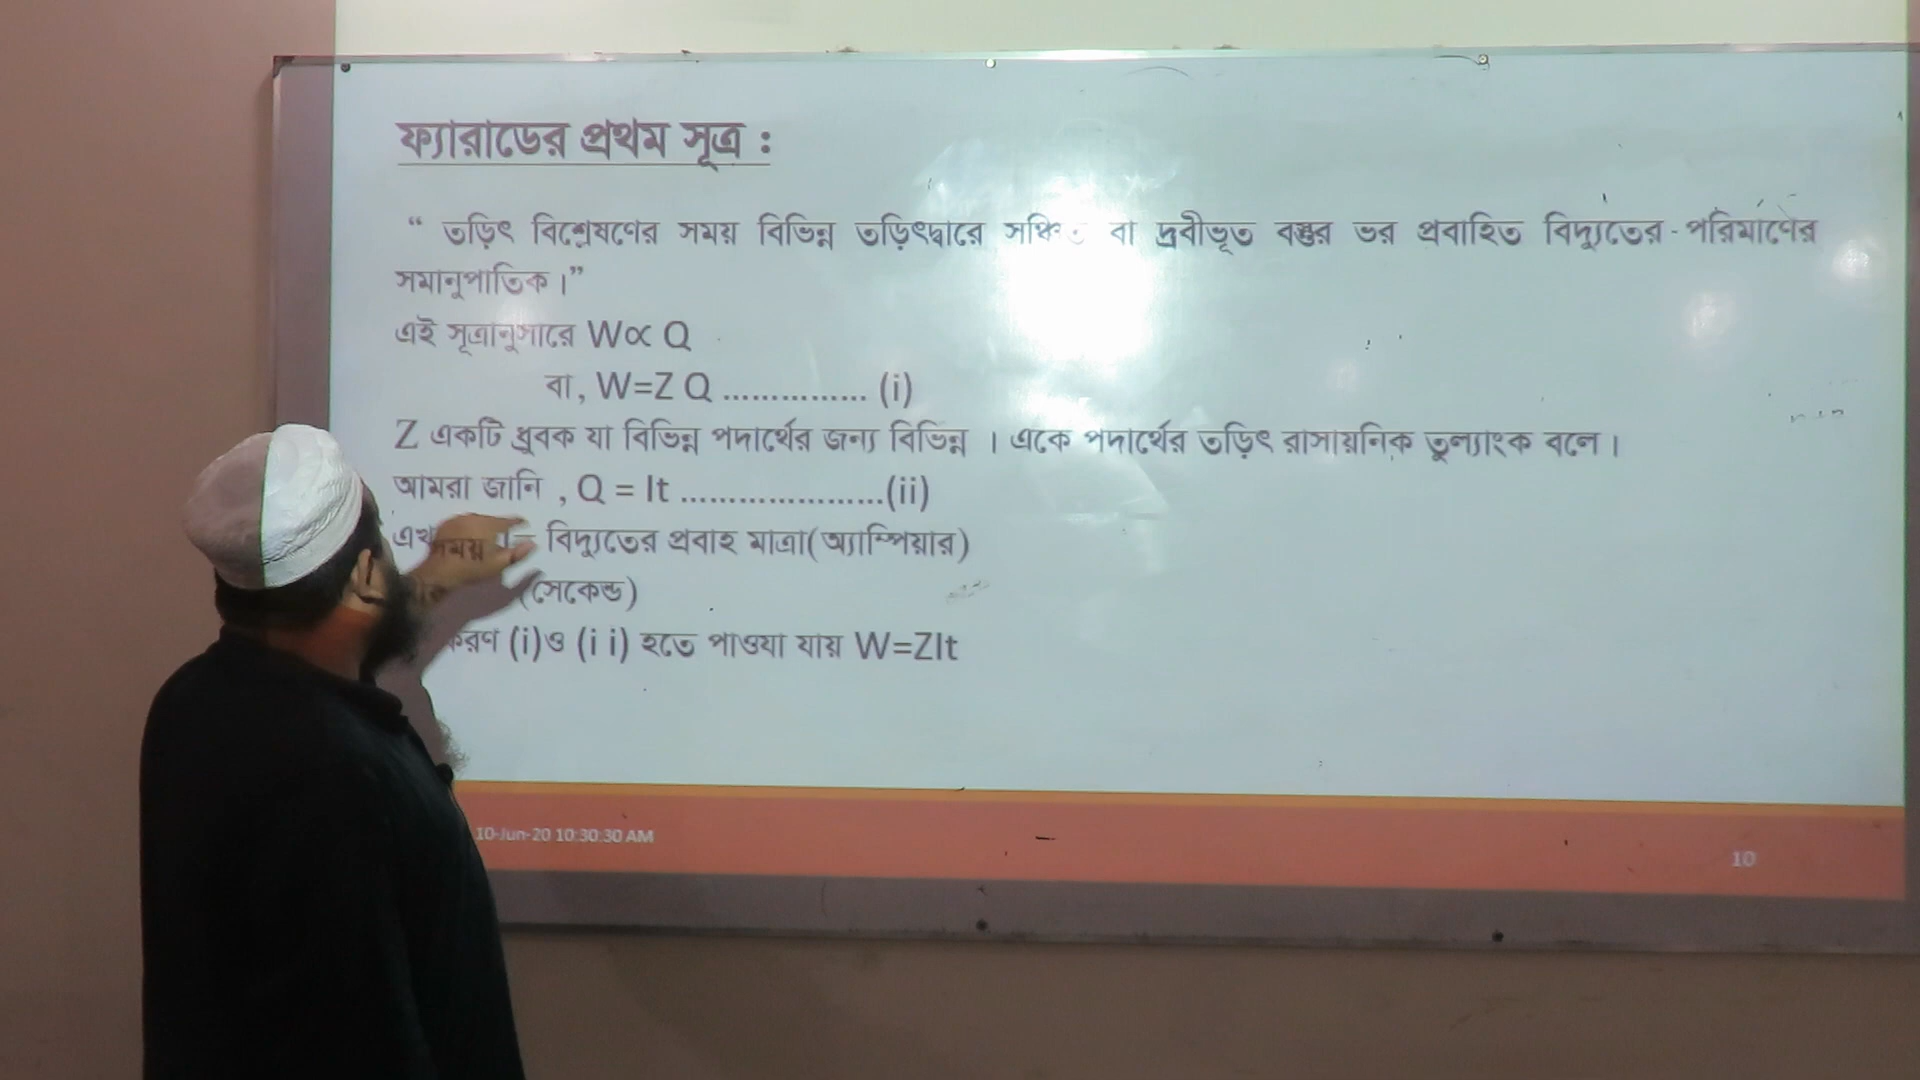 ফ্যারাডের প্রথম সূত্র :
“ তড়িৎ বিশ্লেষণের সময় বিভিন্ন তড়িৎদ্বারে বা দ্রবীভূত বস্তুর ভর প্রবাহিত বিদ্যুতের পরিমাণের
সমানুপাতিক।”
এই সূত্রানুসারে W∝ Q
বা, W=Z Q ............... (i)
Z একটি ধ্রুবক যা বিভিন্ন পদার্থের জন্য বিভিন্ন । একে পদার্থের তড়িৎ রাসায়নিক তুল্যাংক বলে।
আমরা জানি , Q = It .....................(ii)
বিদ্যুতের প্রবাহ মাত্রা(অ্যাম্পিয়ার)
সময় (সেকেন্ড)
(i)ও (i i) হতে পাওযা যায় W=ZIt
10-Jun-20 10:30:30 AM
10